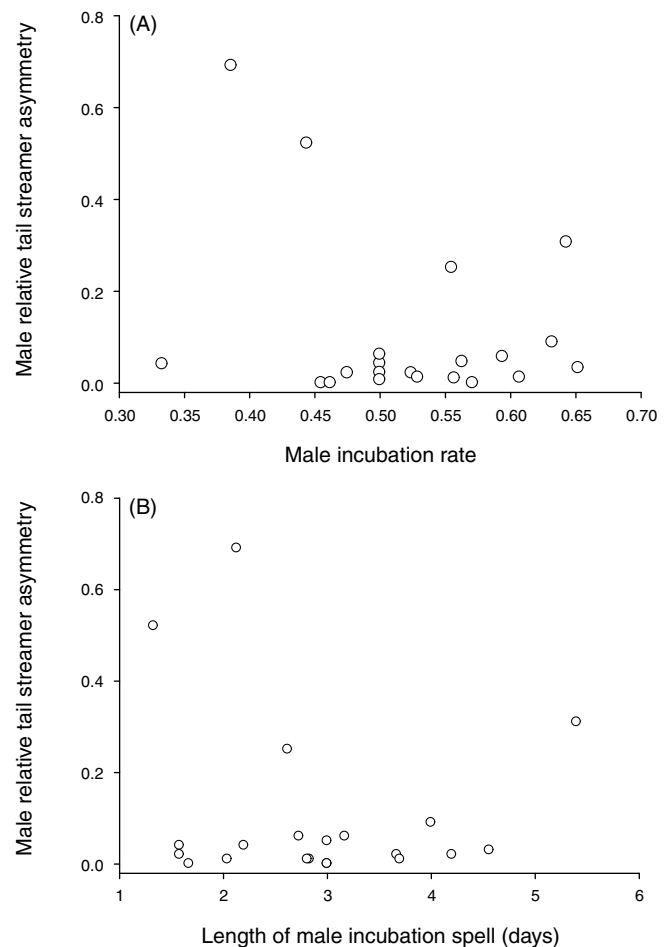 (A)
0.8
0.6
0.4
0.2
0.0
Male relative tail streamer asymmetry
0.30 0.35 0.40 0.45 0.50 0.55 0.60 0.65 0.70
Male incubation rate
(B)
0.8
0.6
0.4
0.2
0.0
Male relative tail streamer asymmetry
1 2 3 4 5 6
Length of male incubation spell (days)